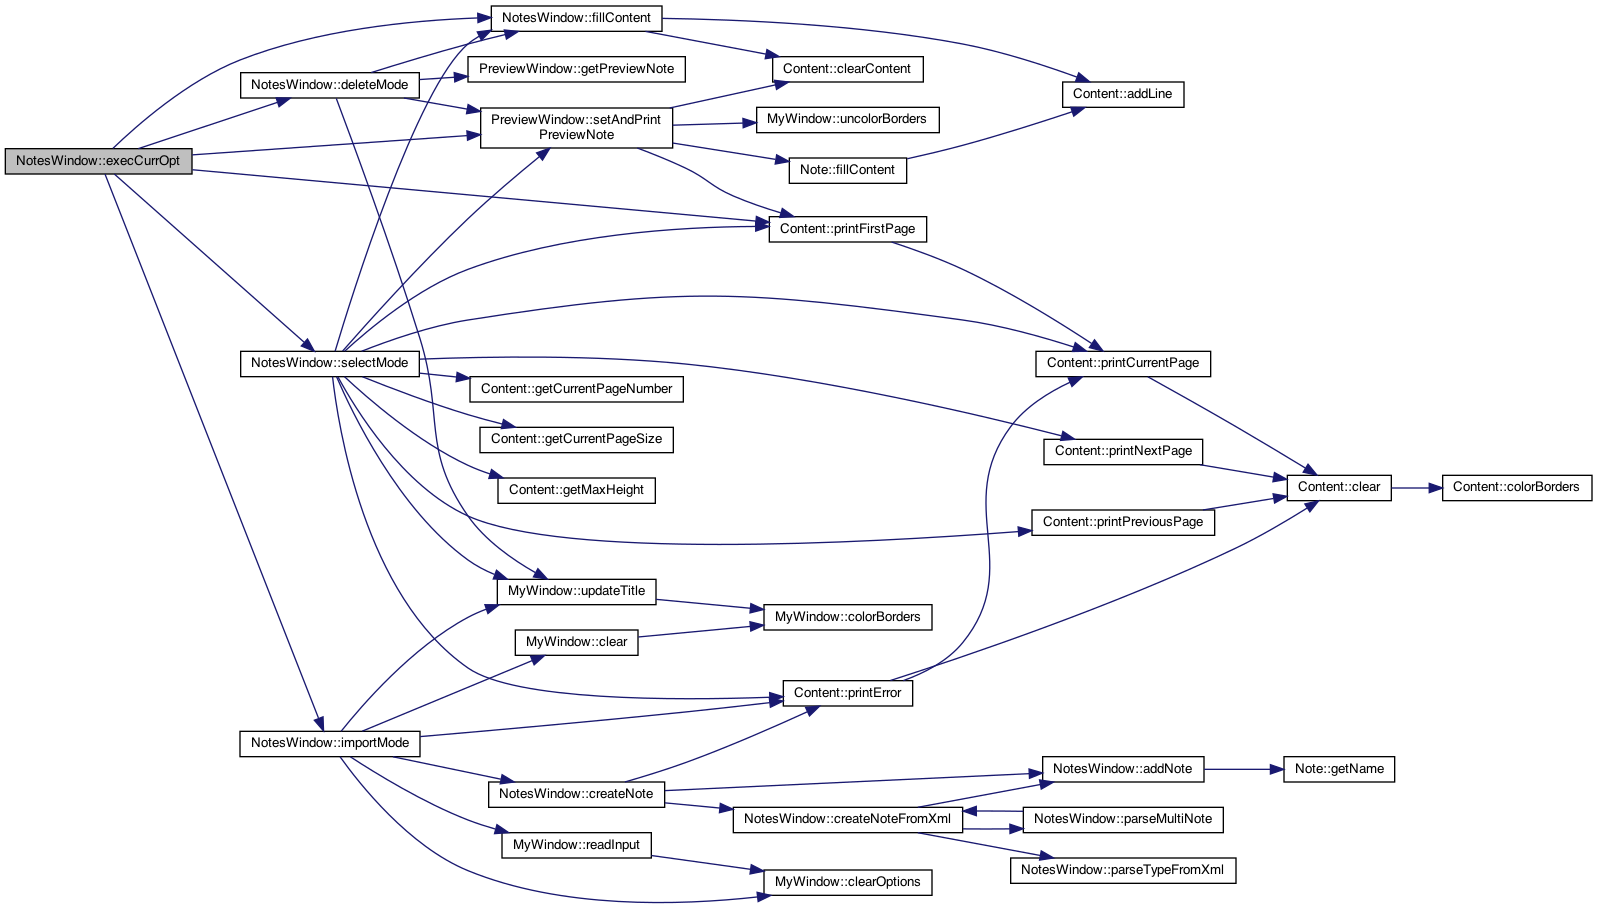 NotesWindow::execCurrOpt
NotesWindow::fillContent
NotesWindow::deleteMode
PreviewWindow::getPreviewNote
PreviewWindow::setAndPrint
PreviewNote
Content::clearContent
Content::addLine
MyWindow::uncolorBorders
Note::fillContent
Content::printFirstPage
NotesWindow::selectMode
Content::getCurrentPageNumber
Content::getCurrentPageSize
Content::getMaxHeight
Content::printCurrentPage
Content::printNextPage
Content::printPreviousPage
Content::clear
Content::colorBorders
MyWindow::updateTitle
MyWindow::colorBorders
MyWindow::clear
Content::printError
NotesWindow::importMode
NotesWindow::createNote
NotesWindow::addNote
Note::getName
NotesWindow::createNoteFromXml
NotesWindow::parseMultiNote
NotesWindow::parseTypeFromXml
MyWindow::readInput
MyWindow::clearOptions